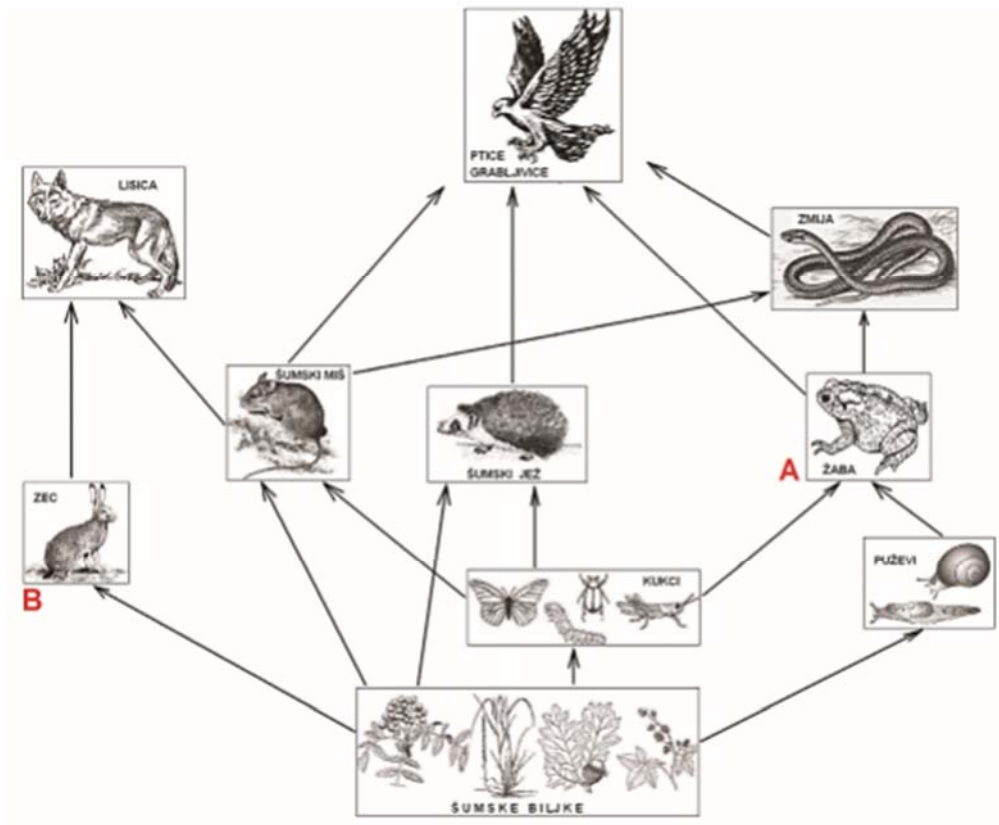 PTICE
GRABLJIVICE
LISICA
ZMIJA
ŠUMSKI MIŠ
ŠUMSKI JEŽ
A
ŽABA
ZEC
B
KUKCI
PUŽEVI
ŠUMSKE BILJKE